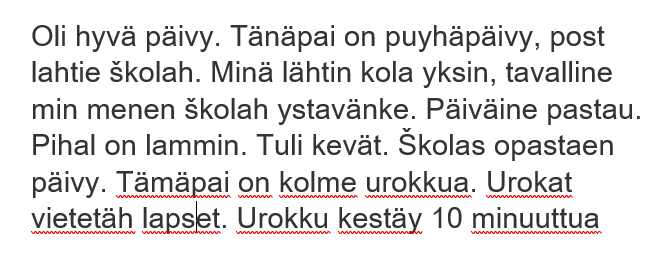 Oli hyvä päivy. Tänäpai on puyhäpäivy, post
lahtie školah. Minä lähtin kola yksin, tavalline
min menen školah ystavänke. Päiväine pastau.
Pihal on lammin. Tuli kevät. Školas opastaen
päivy. Tämäpai on kolme urokkua. Urokat
vietetäh lapset. Urokku kestäy 10 minuuttua